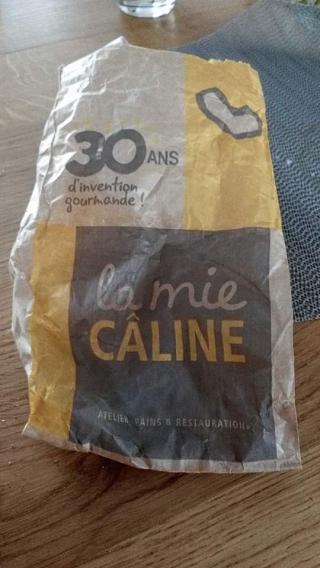 30 ANS
d'invention
gourmande !
la mie
CÂLINE
ATELIER PAINS & RESTAURATION